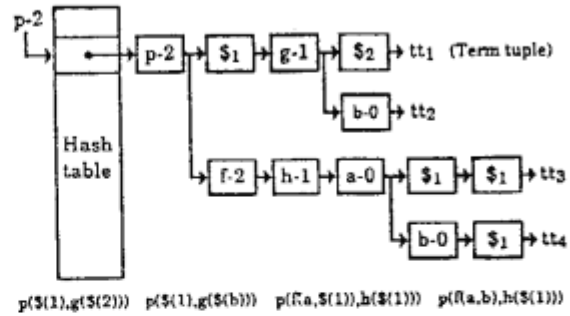 p-2
p-2 $1 g-1 $2 tt1 (Term tuple)
b-0 tt2
Hash
table
f-2 h-1 a-0 $1 $1 tt3
b-0 $1 tt4
p($(1),g($(2))) p($(1),g($(b))) p(f(a,$(1)),h($(1))) p(f(a,b),h($(1)))